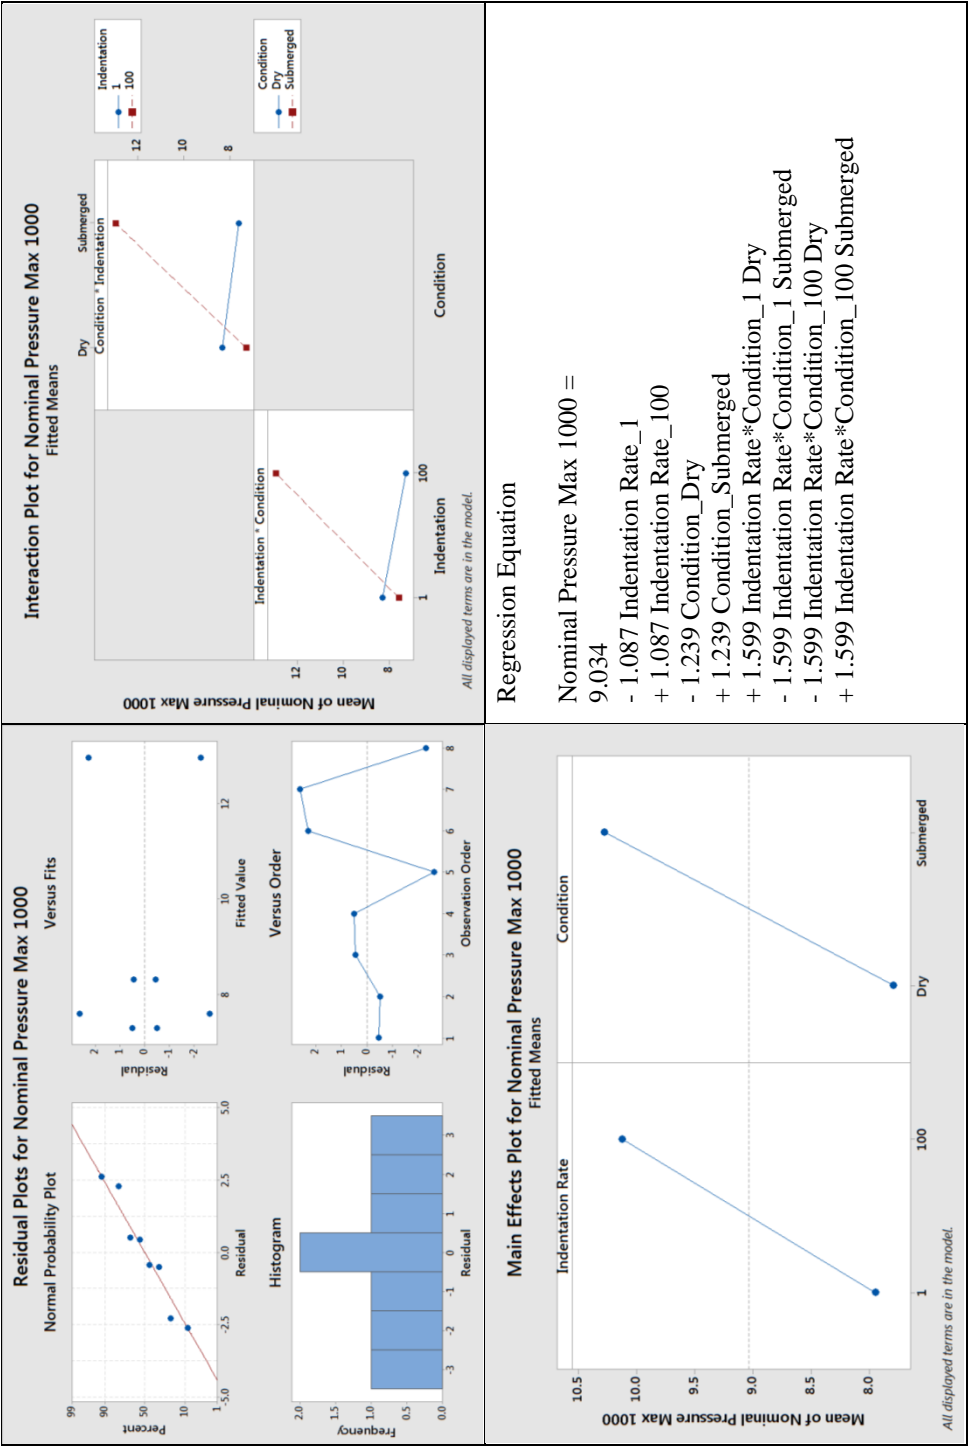 Residual Plots for Nominal Pressure Max 1000
Normal Probability Plot
99
90
50
10
1
Percent
-5.0
-2.5
0.0
2.5
5.0
Residual
Versus Fits
2
1
0
-1
-2
Residual
8
10
12
Fitted Value
Histogram
2.0
1.5
1.0
0.5
0.0
Frequency
-3
-2
-1
0
1
2
3
Residual
Versus Order
2
1
0
-1
-2
Residual
1
2
3
4
5
6
7
8
Observation Order
Interaction Plot for Nominal Pressure Max 1000
Fitted Means
Dry
Submerged
Condition * Indentation
12
10
8
Indentation
1
100
Indentation * Condition
12
10
8
Condition
Dry
Submerged
1
100
Indentation
Condition
Mean of Nominal Pressure Max 1000
All displayed terms are in the model.
Main Effects Plot for Nominal Pressure Max 1000
Fitted Means
Indentation Rate
Condition
10.5
10.0
9.5
9.0
8.5
8.0
Mean of Nominal Pressure Max 1000
1
100
Dry
Submerged
All displayed terms are in the model.
Regression Equation
Nominal Pressure Max 1000 =
9.034
- 1.087 Indentation Rate_1
+ 1.087 Indentation Rate_100
- 1.239 Condition_Dry
+ 1.239 Condition_Submerged
+ 1.599 Indentation Rate*Condition_1 Dry
- 1.599 Indentation Rate*Condition_1 Submerged
- 1.599 Indentation Rate*Condition_100 Dry
+ 1.599 Indentation Rate*Condition_100 Submerged